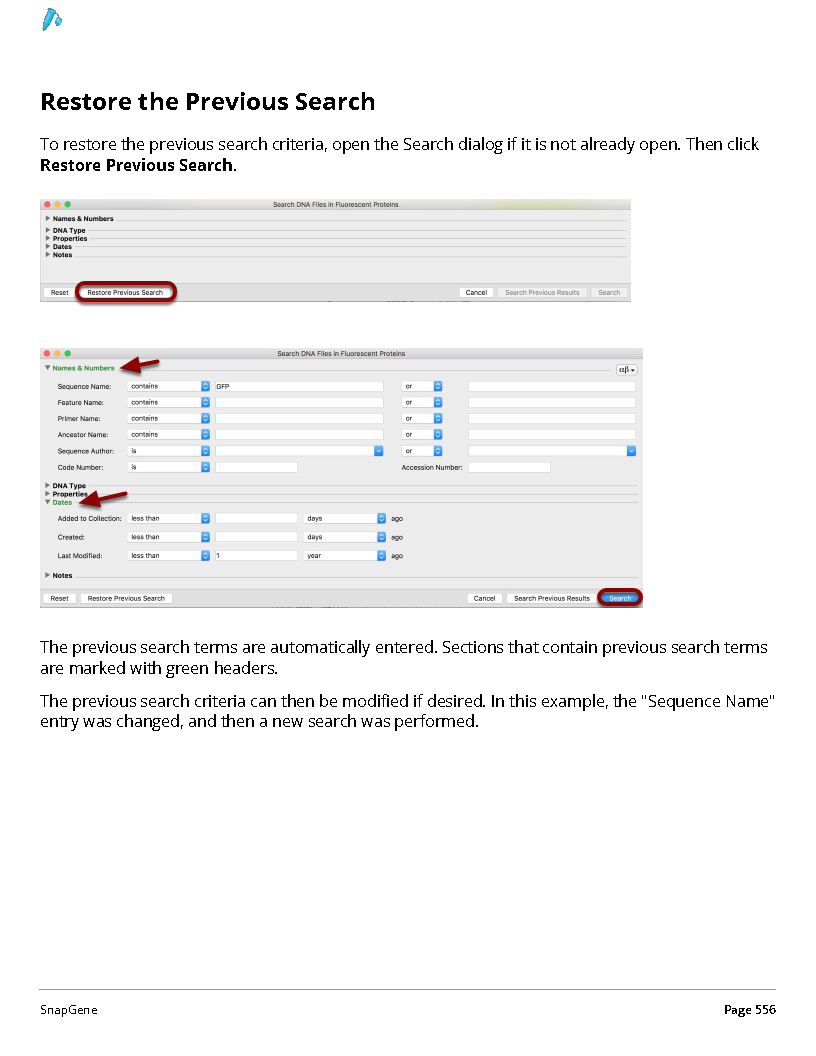 Restore the Previous Search
To restore the previous search criteria, open the Search dialog if it is not already open. Then click
Restore Previous Search.
Search DNA Files in Fluorescent Proteins
Names & Numbers
DNA Type
Properties
Dates
Notes
Reset Restore Previous Search Cancel Search Previous Results Search
Search DNA Files in Fluorescent Proteins
Names & Numbers αβ
Sequence Name: contains GFP or
Feature Name: contains or
Primer Name: contains or
Ancestor Name: contains or
Sequence Author: is or
Code Number: is Accession Number:
DNA Type
Properties
Dates
Added to Collection: less than days ago
Created: less than days ago
Last Modified: less than 1 year ago
Notes
Reset Restore Previous Search Cancel Search Previous Results Search
The previous search terms are automatically entered. Sections that contain previous search terms
are marked with green headers.
The previous search criteria can then be modified if desired. In this example, the "Sequence Name"
entry was changed, and then a new search was performed.
SnapGene Page 556